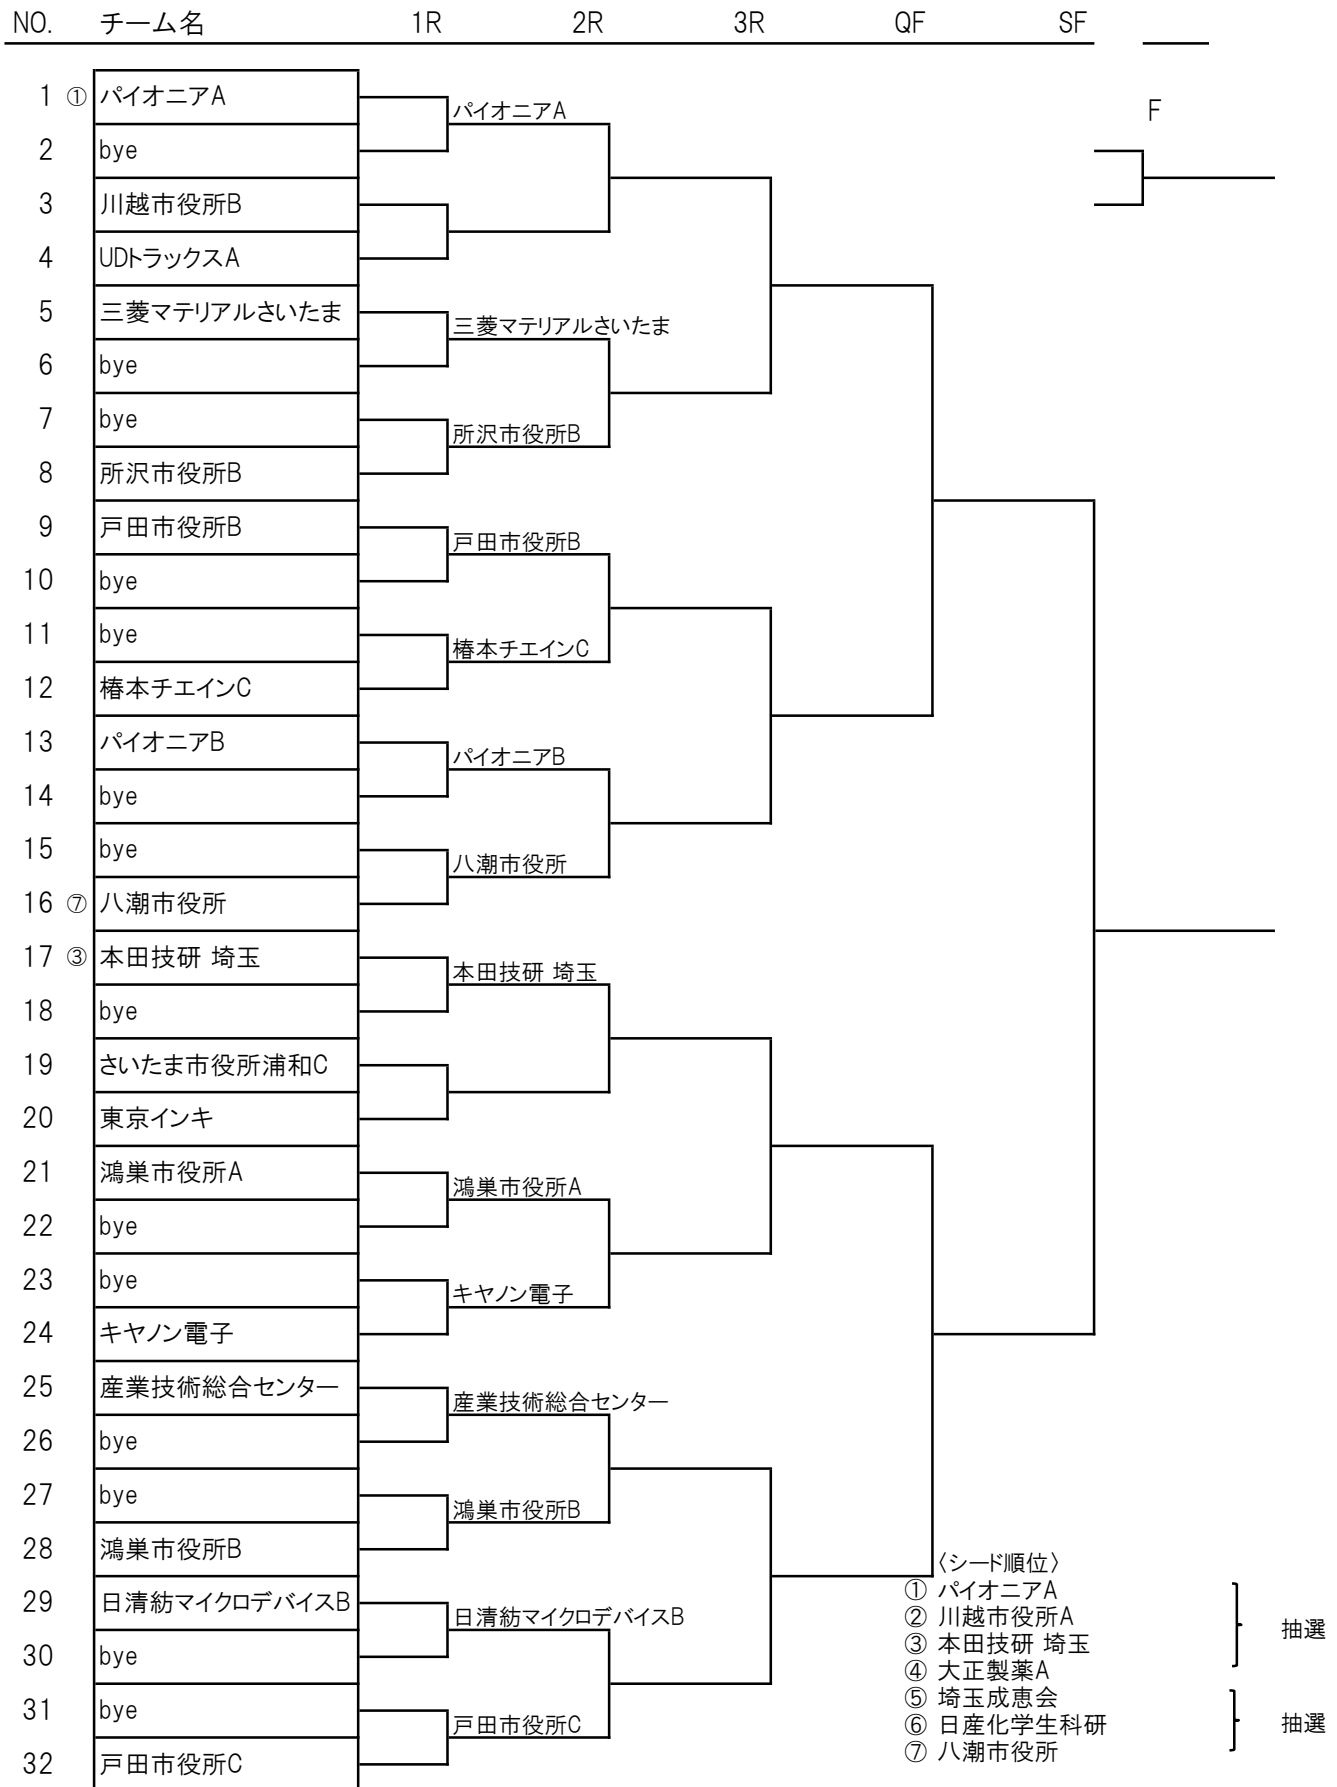 NO. チーム名 1R 2R 3R QF SF
F
1 ① パイオニアA パイオニアA
2 bye
3 川越市役所B
4 UDトラックスA
5 三菱マテリアルさいたま 三菱マテリアルさいたま
6 bye
7 bye 所沢市役所B
8 所沢市役所B
9 戸田市役所B 戸田市役所B
10 bye
11 bye 椿本チエインC
12 椿本チエインC
13 パイオニアB パイオニアB
14 bye
15 bye 八潮市役所
16 ⑦ 八潮市役所
17 ③ 本田技研 埼玉 本田技研 埼玉
18 bye
19 さいたま市役所浦和C
20 東京インキ
21 鴻巣市役所A 鴻巣市役所A
22 bye
23 bye キヤノン電子
24 キヤノン電子
25 産業技術総合センター 産業技術総合センター
26 bye
27 bye 鴻巣市役所B
28 鴻巣市役所B
29 日清紡マイクロデバイスB 日清紡マイクロデバイスB
30 bye
31 bye 戸田市役所C
32 戸田市役所C
〈シード順位〉
① パイオニアA
② 川越市役所A 抽選
③ 本田技研 埼玉
④ 大正製薬A
⑤ 埼玉成恵会
⑥ 日産化学生科研 抽選
⑦ 八潮市役所